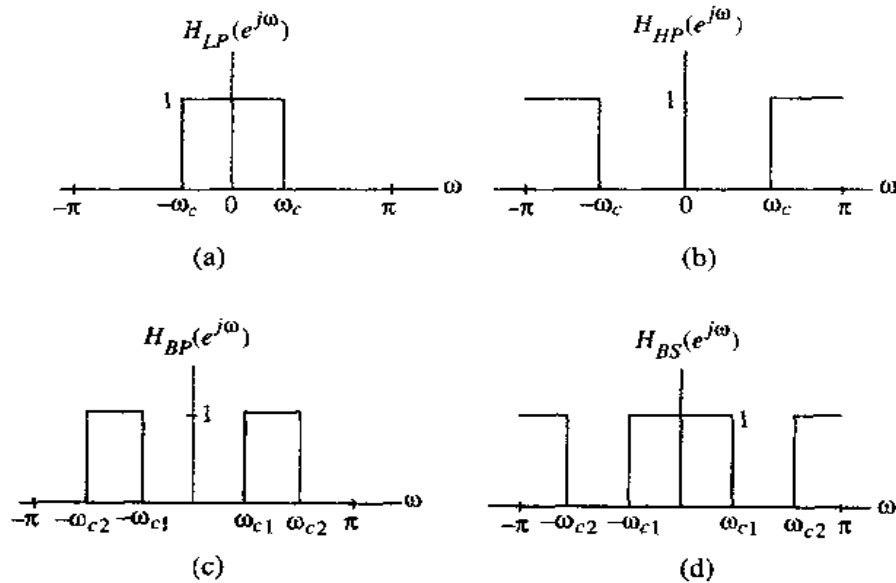 H_LP(e^jω)
1
-π -ω_c 0 ω_c π ω
(a)
H_HP(e^jω)
1
-π -ω_c 0 ω_c π ω
(b)
H_BP(e^jω)
1
-π -ω_c2 -ω_c1 ω_c1 ω_c2 π ω
(c)
H_BS(e^jω)
1
-π -ω_c2 -ω_c1 ω_c1 ω_c2 π ω
(d)